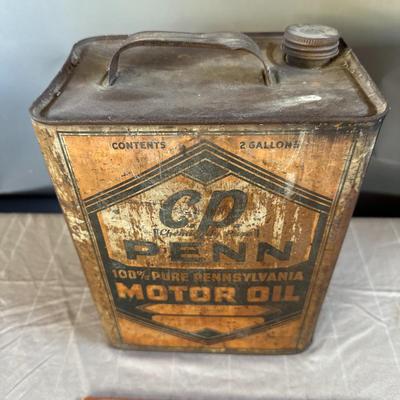 CONTENTS 2 GALLONS
cp
PENN
100% PURE PENNSYLVANIA
MOTOR OIL